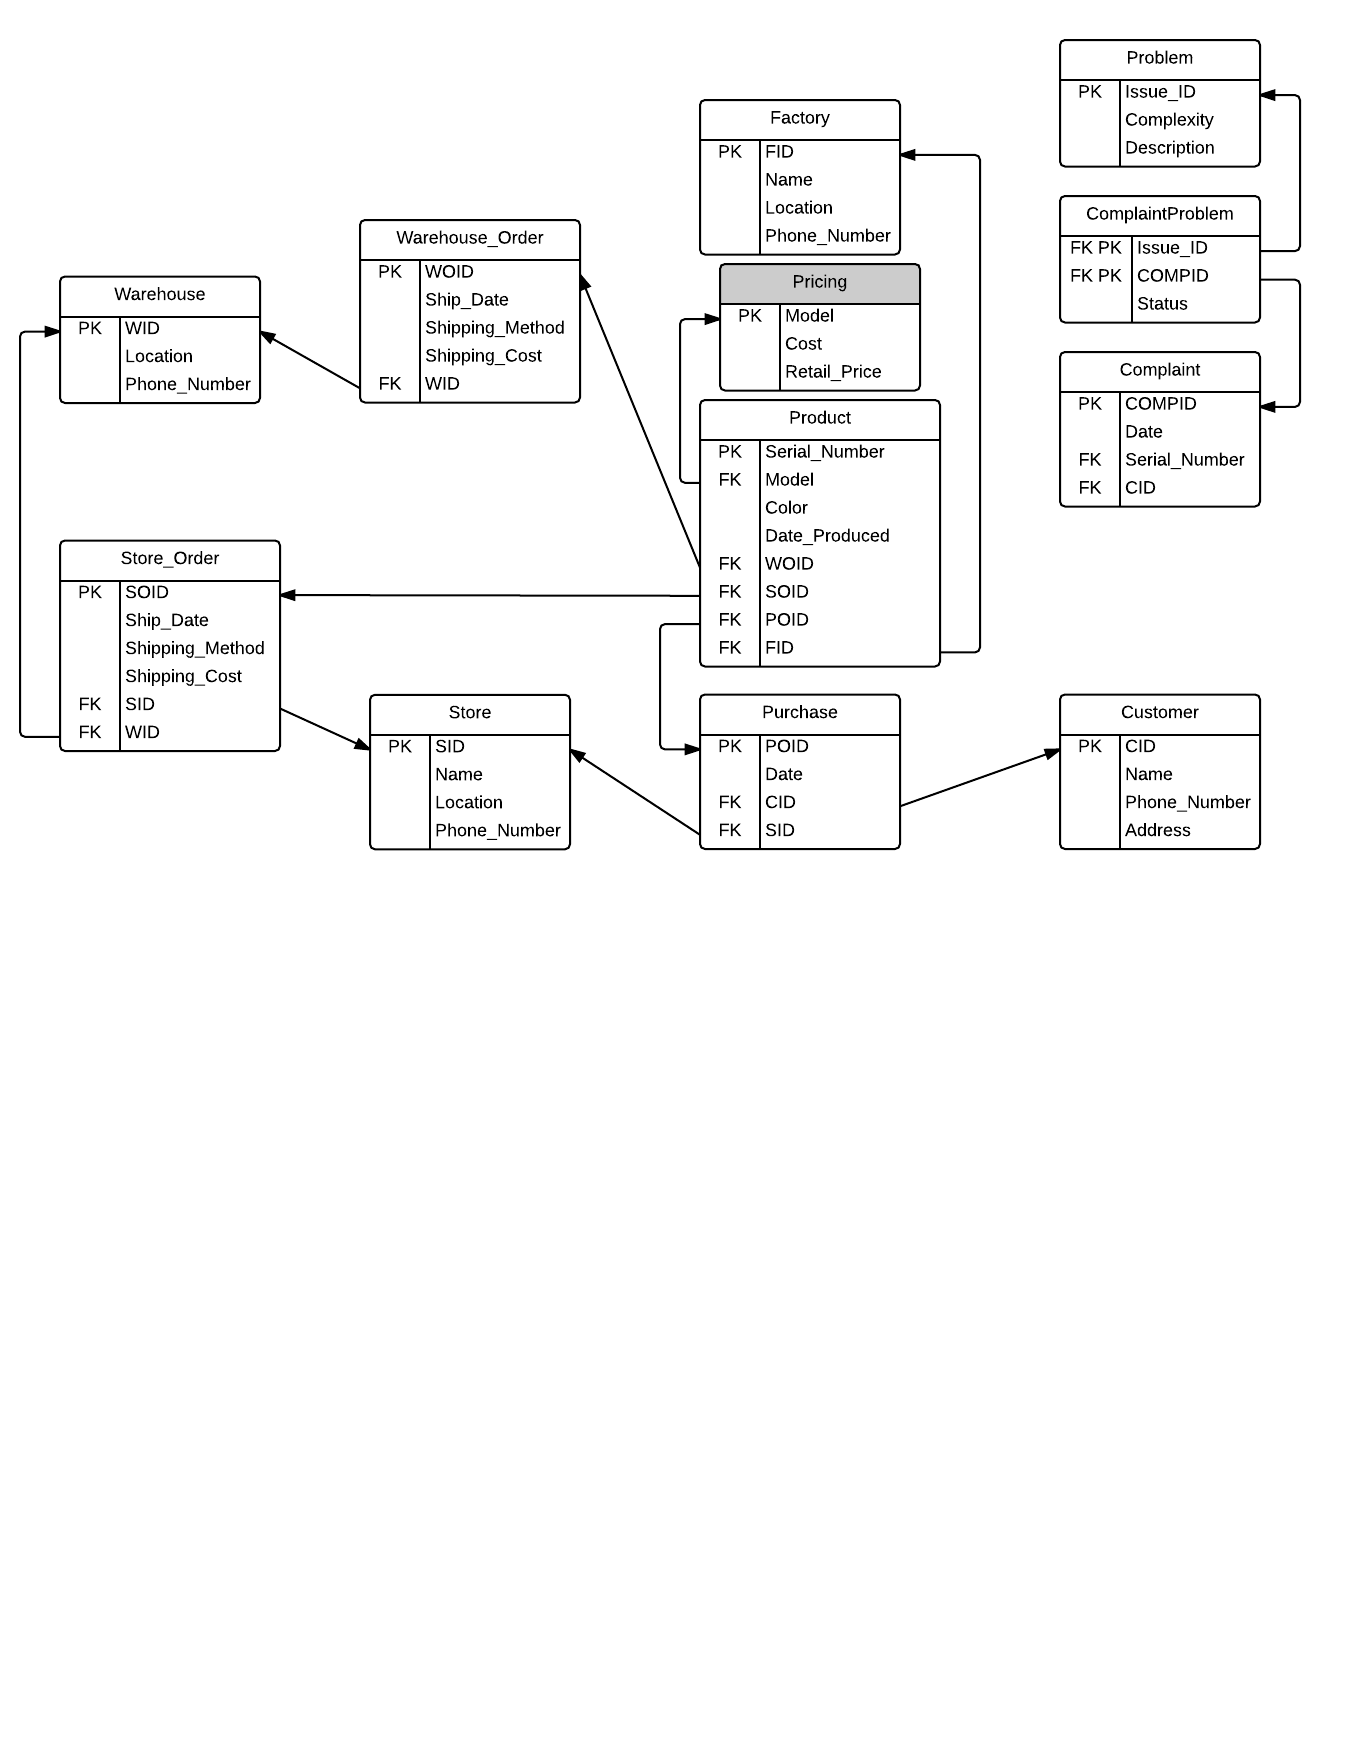 Problem
PK Issue_ID
Complexity
Description
Factory
PK FID
Name
Location
Phone_Number
ComplaintProblem
FK PK Issue_ID
FK PK COMPID
Status
Warehouse_Order
PK WOID
Ship_Date
Shipping_Method
Shipping_Cost
FK WID
Pricing
PK Model
Cost
Retail_Price
Warehouse
PK WID
Location
Phone_Number
Complaint
PK COMPID
Date
FK Serial_Number
FK CID
Product
PK Serial_Number
FK Model
Color
Date_Produced
FK WOID
FK SOID
FK POID
FK FID
Store_Order
PK SOID
Ship_Date
Shipping_Method
Shipping_Cost
FK SID
FK WID
Store
PK SID
Name
Location
Phone_Number
Purchase
PK POID
Date
FK CID
FK SID
Customer
PK CID
Name
Phone_Number
Address